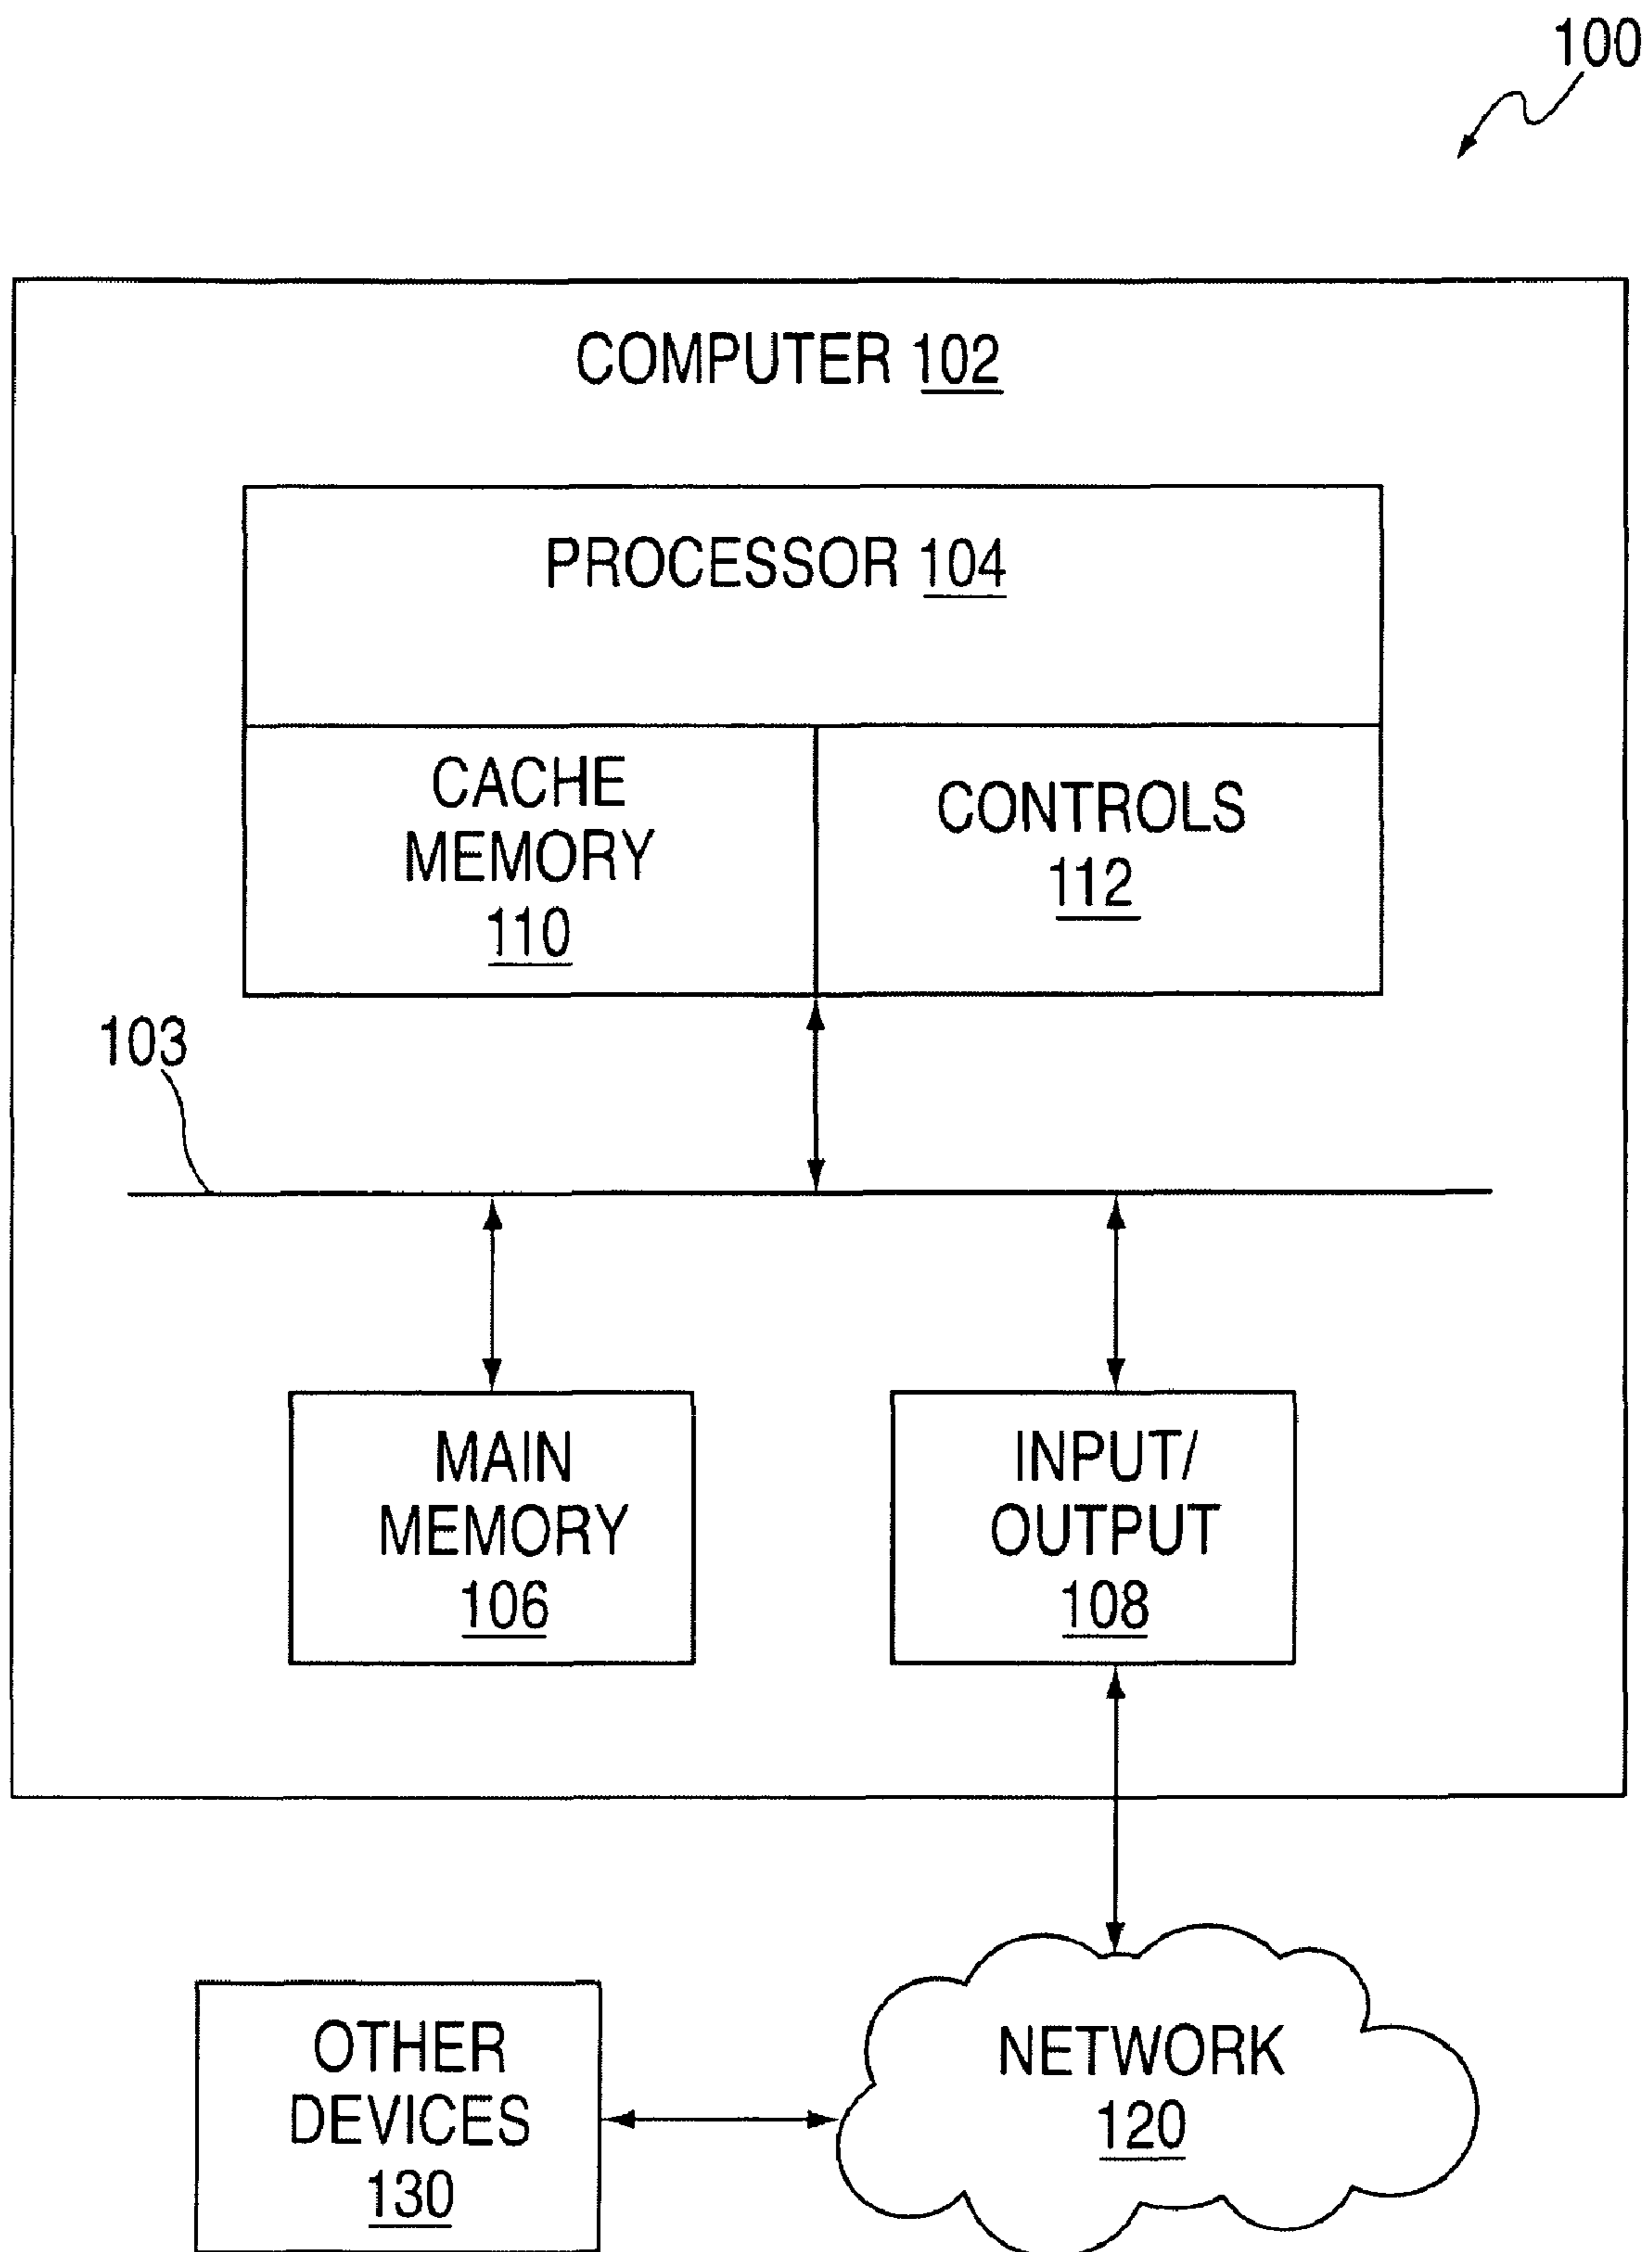 100
COMPUTER 102
PROCESSOR 104
CACHE
MEMORY
110
CONTROLS
112
103
MAIN
MEMORY
106
INPUT/
OUTPUT
108
OTHER
DEVICES
130
NETWORK
120